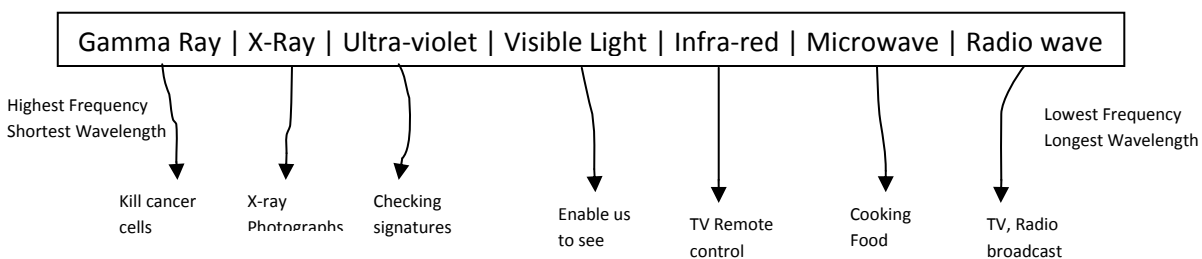 Gamma Ray | X-Ray | Ultra-violet | Visible Light | Infra-red | Microwave | Radio wave
Highest Frequency
Shortest Wavelength
Lowest Frequency
Longest Wavelength
Kill cancer
cells
X-ray
Photographs
Checking
signatures
Enable us
to see
TV Remote
control
Cooking
Food
TV, Radio
broadcast